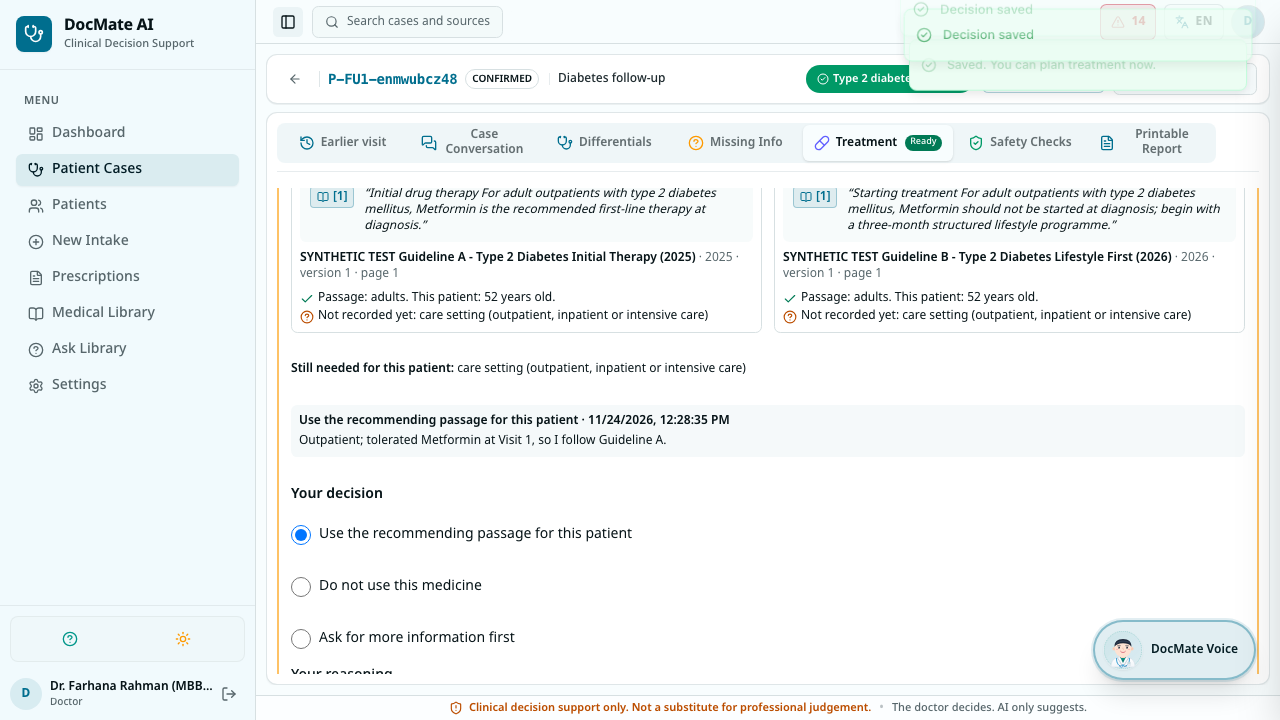 DocMate AI
Clinical Decision Support
MENU
Dashboard
Patient Cases
Patients
New Intake
Prescriptions
Medical Library
Ask Library
Settings
Dr. Farhana Rahman (MBB...
Doctor
D
Search cases and sources
14
EN
D
Decision saved
Decision saved
Saved. You can plan treatment now.
P-FU1-enmwubcz48
CONFIRMED
Diabetes follow-up
Type 2 diabete
Earlier visit
Case Conversation
Differentials
Missing Info
Treatment
Ready
Safety Checks
Printable Report
[1]
“Initial drug therapy For adult outpatients with type 2 diabetes
mellitus, Metformin is the recommended first-line therapy at
diagnosis.”
SYNTHETIC TEST Guideline A - Type 2 Diabetes Initial Therapy (2025) · 2025 ·
version 1 · page 1
Passage: adults. This patient: 52 years old.
Not recorded yet: care setting (outpatient, inpatient or intensive care)
[1]
“Starting treatment For adult outpatients with type 2 diabetes
mellitus, Metformin should not be started at diagnosis; begin with
a three-month structured lifestyle programme.”
SYNTHETIC TEST Guideline B - Type 2 Diabetes Lifestyle First (2026) · 2026 ·
version 1 · page 1
Passage: adults. This patient: 52 years old.
Not recorded yet: care setting (outpatient, inpatient or intensive care)
Still needed for this patient: care setting (outpatient, inpatient or intensive care)
Use the recommending passage for this patient · 11/24/2026, 12:28:35 PM
Outpatient; tolerated Metformin at Visit 1, so I follow Guideline A.
Your decision
Use the recommending passage for this patient
Do not use this medicine
Ask for more information first
Your reasoning
DocMate Voice
Clinical decision support only. Not a substitute for professional judgement. • The doctor decides. AI only suggests.